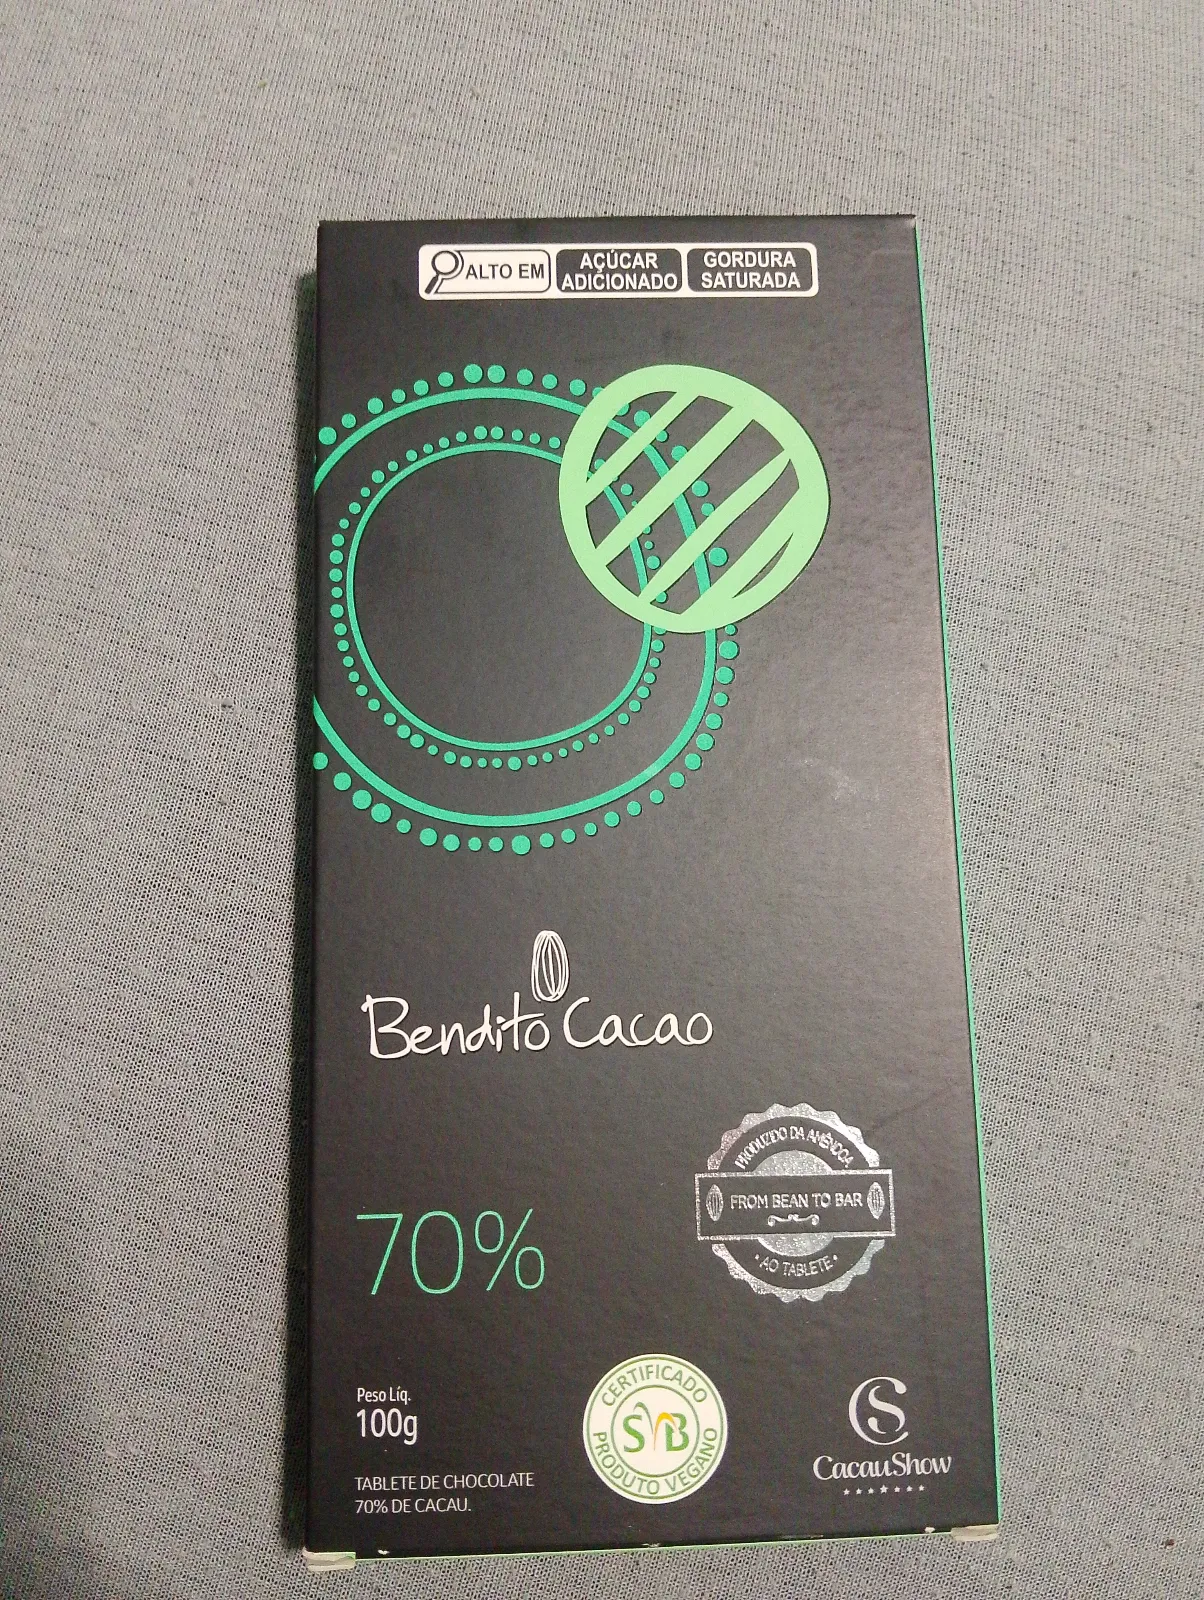 ALTO EM
AÇÚCAR
ADICIONADO
GORDURA
SATURADA
Bendito Cacao
PRODUZIDO DA AMÊNDOA
FROM BEAN TO BAR
• AO TABLETE •
70%
Peso Líq.
100g
TABLETE DE CHOCOLATE
70% DE CACAU.
CERTIFICADO
SVB
PRODUTO VEGANO
CS
CacauShow